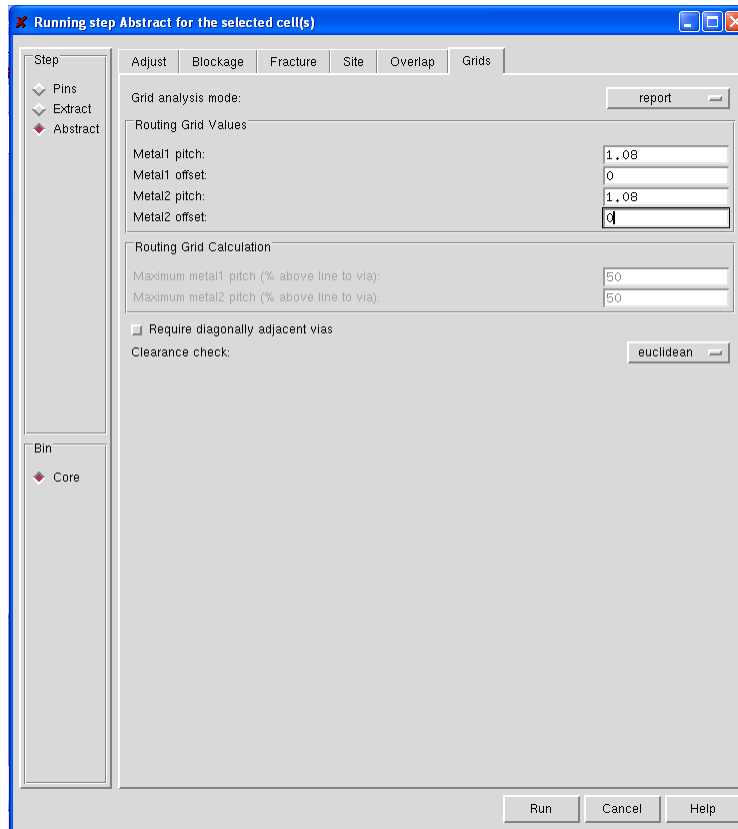 Running step Abstract for the selected cell(s)
Step
Pins
Extract
Abstract
Bin
Core
Adjust Blockage Fracture Site Overlap Grids
Grid analysis mode: report
Routing Grid Values
Metal1 pitch: 1.08
Metal1 offset: 0
Metal2 pitch: 1.08
Metal2 offset: 0
Routing Grid Calculation
Maximum metal1 pitch (% above line to via): 50
Maximum metal2 pitch (% above line to via): 50
Require diagonally adjacent vias
Clearance check: euclidean
Run Cancel Help